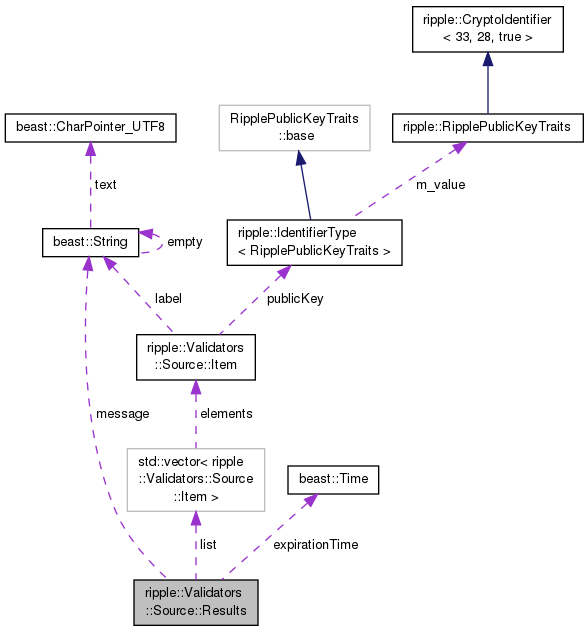 ripple::CryptoIdentifier
< 33, 28, true >
beast::CharPointer_UTF8
RipplePublicKeyTraits
::base
ripple::RipplePublicKeyTraits
text
m_value
beast::String
empty
ripple::IdentifierType
< RipplePublicKeyTraits >
label
publicKey
ripple::Validators
::Source::Item
message
elements
std::vector< ripple
::Validators::Source
::Item >
beast::Time
list
expirationTime
ripple::Validators
::Source::Results